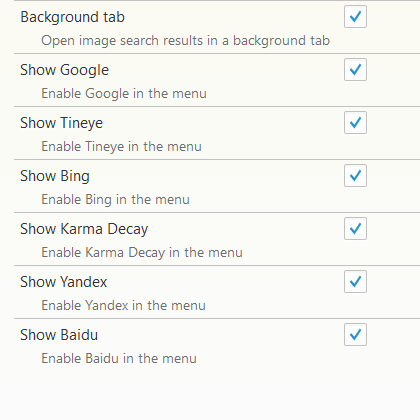 Background tab
Open image search results in a background tab
Show Google
Enable Google in the menu
Show Tineye
Enable Tineye in the menu
Show Bing
Enable Bing in the menu
Show Karma Decay
Enable Karma Decay in the menu
Show Yandex
Enable Yandex in the menu
Show Baidu
Enable Baidu in the menu